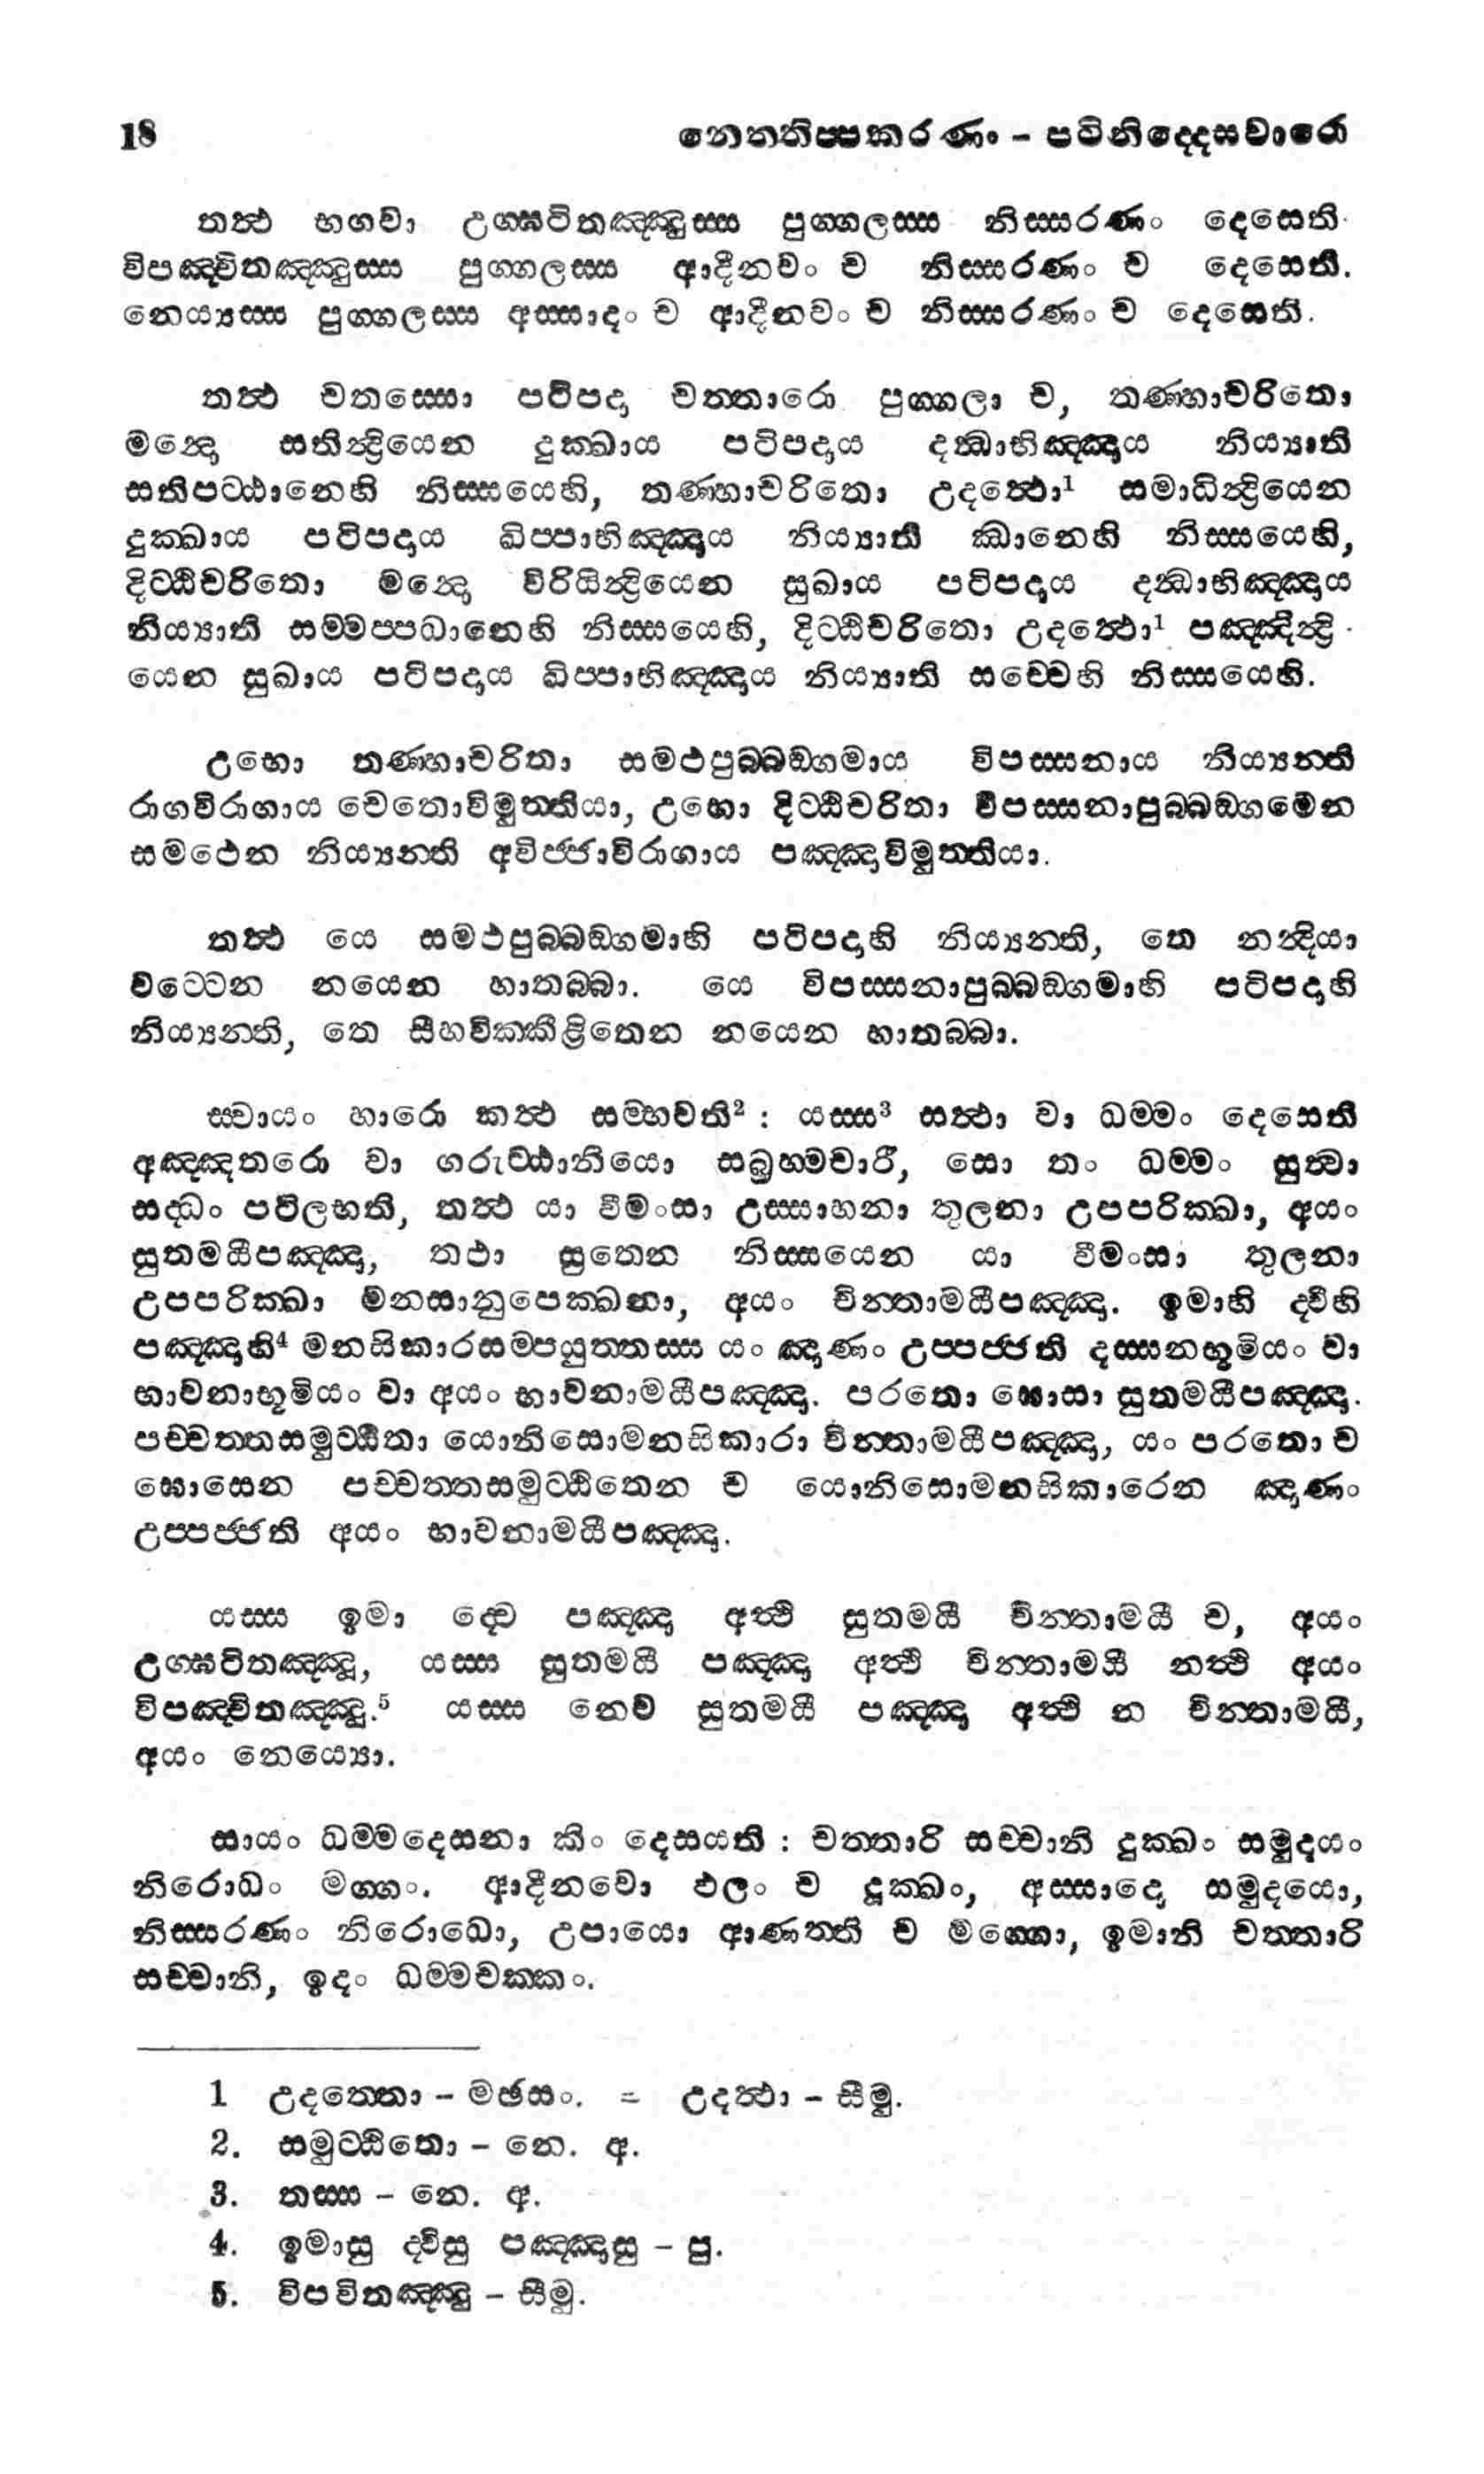 18 නෙත්තිප්පකරණං - පටිනිද්දෙසවාරො
තත්‍ථ භගවා උග්ඝටිතඤ්ඤුස්ස පුග්ගලස්ස නිස්සරණං දෙසෙති.
විපඤ්චිතඤ්ඤුස්ස පුග්ගලස්ස ආදීනවං ච නිස්සරණං ච දෙසෙති.
නෙය්‍යස්ස පුග්ගලස්ස අස්සාදං ච ආදීනවං ච නිස්සරණං ච දෙසෙති.
තත්‍ථ චතස්සො පටිපදා චත්තාරො පුග්ගලා ච, තණ්හාචරිතො
මන්‍දො සතින්‍ද්‍රියෙන දුක්ඛාය පටිපදාය දන්‍ධාභිඤ්ඤාය නිය්‍යාති
සතිපට්ඨානෙහි නිස්සයෙහි, තණ්හාචරිතො උදත්‍ථො1 සමාධින්‍ද්‍රියෙන
දුක්ඛාය පටිපදාය ඛිප්පාභිඤ්ඤාය නිය්‍යාති ඣානෙහි නිස්සයෙහි,
දිට්ඨිචරිතො මන්‍දො විරියින්‍ද්‍රියෙන සුඛාය පටිපදාය දන්‍ධාභිඤ්ඤාය
නිය්‍යාති සම්මප්පධානෙහි නිස්සයෙහි, දිට්ඨිචරිතො උදත්‍ථො1 පඤ්ඤින්‍ද්‍රි-
යෙන සුඛාය පටිපදාය ඛිප්පාභිඤ්ඤාය නිය්‍යාති සච්චෙහි නිස්සයෙහි.
උභො තණ්හාචරිතා සමථපුබ්බඞ්ගමාය විපස්සනාය නිය්‍යන්ති
රාගවිරාගාය චෙතොවිමුත්තියා, උභො දිට්ඨිචරිතා විපස්සනාපුබ්බඞ්ගමෙන
සමථෙන නිය්‍යන්ති අවිජ්ජාවිරාගාය පඤ්ඤාවිමුත්තියා.
තත්‍ථ යෙ සමථපුබ්බඞ්ගමාහි පටිපදාහි නිය්‍යන්ති, තෙ නන්‍දියා
වට්ටෙන නයෙන හාතබ්බා. යෙ විපස්සනාපුබ්බඞ්ගමාහි පටිපදාහි
නිය්‍යන්ති, තෙ සීහවික්කීළිතෙන නයෙන හාතබ්බා.
ස්වායං හාරො කත්‍ථ සම්භවති2 : යස්ස3 සත්‍ථා වා ධම්මං දෙසෙති
අඤ්ඤතරො වා ගරුට්ඨානියො සබ්‍රහ්මචාරී, සො තං ධම්මං සුත්‍වා
සද්ධං පටිලභති, තත්‍ථ යා වීමංසා උස්සාහනා තුලනා උපපරික්ඛා, අයං
සුතමයීපඤ්ඤා, තථා සුතෙන නිස්සයෙන යා වීමංසා තුලනා
උපපරික්ඛා මනසානුපෙක්ඛණා, අයං චින්තාමයීපඤ්ඤා. ඉමාහි ද්වීහි
පඤ්ඤාහි4 මනසිකාරසම්පයුත්තස්ස යං ඤාණං උප්පජ්ජති දස්සනභූමියං වා
භාවනාභූමියං වා අයං භාවනාමයීපඤ්ඤා. පරතො ඝොසා සුතමයීපඤ්ඤා.
පච්චත්තසමුට්ඨිතා යොනිසොමනසිකාරා චින්තාමයීපඤ්ඤා, යං පරතො ච
ඝොසෙන පච්චත්තසමුට්ඨිතෙන ච යොනිසොමනසිකාරෙන ඤාණං
උප්පජ්ජති අයං භාවනාමයීපඤ්ඤා.
යස්ස ඉමා ද්වෙ පඤ්ඤා අත්‍ථි සුතමයී චින්තාමයී ච, අයං
උග්ඝටිතඤ්ඤූ, යස්ස සුතමයී පඤ්ඤා අත්‍ථි චින්තාමයී නත්‍ථි අයං
විපඤ්චිතඤ්ඤූ.5 යස්ස නෙව සුතමයී පඤ්ඤා අත්‍ථි න චින්තාමයී,
අයං නෙය්‍යො.
සායං ධම්මදෙසනා කිං දෙසයති : චත්තාරි සච්චානි දුක්ඛං සමුදයං
නිරොධං මග්ගං. ආදීනවො ඵලං ච දුක්ඛං, අස්සාදො සමුදයො,
නිස්සරණං නිරොධො, උපායො ආණත්ති ච මග්ගො, ඉමානි චත්තාරි
සච්චානි, ඉදං ධම්මචක්කං.
1 උදත්තො - මඡසං. = උදත්‍ථා - සීමු.
2. සමුට්ඨිතො - නෙ. අ.
3. තස්ස - නෙ. අ.
4. ඉමාසු ද්විසු පඤ්ඤාසු - පු.
5. විපචිතඤ්ඤු - සීමු.